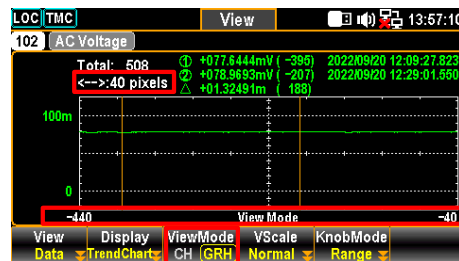 LOC TMC View 13:57:10
102 AC Voltage
Total: 508 ① +077.6444mV ( -395) 2022/09/20 12:09:27.823
<-->:40 pixels ② +078.9693mV ( -207) 2022/09/20 12:29:01.550
△ +01.32491m ( 188)
100m
0
-440 View Mode -40
View Display ViewMode VScale KnobMode
Data TrendChart CH GRH Normal Range